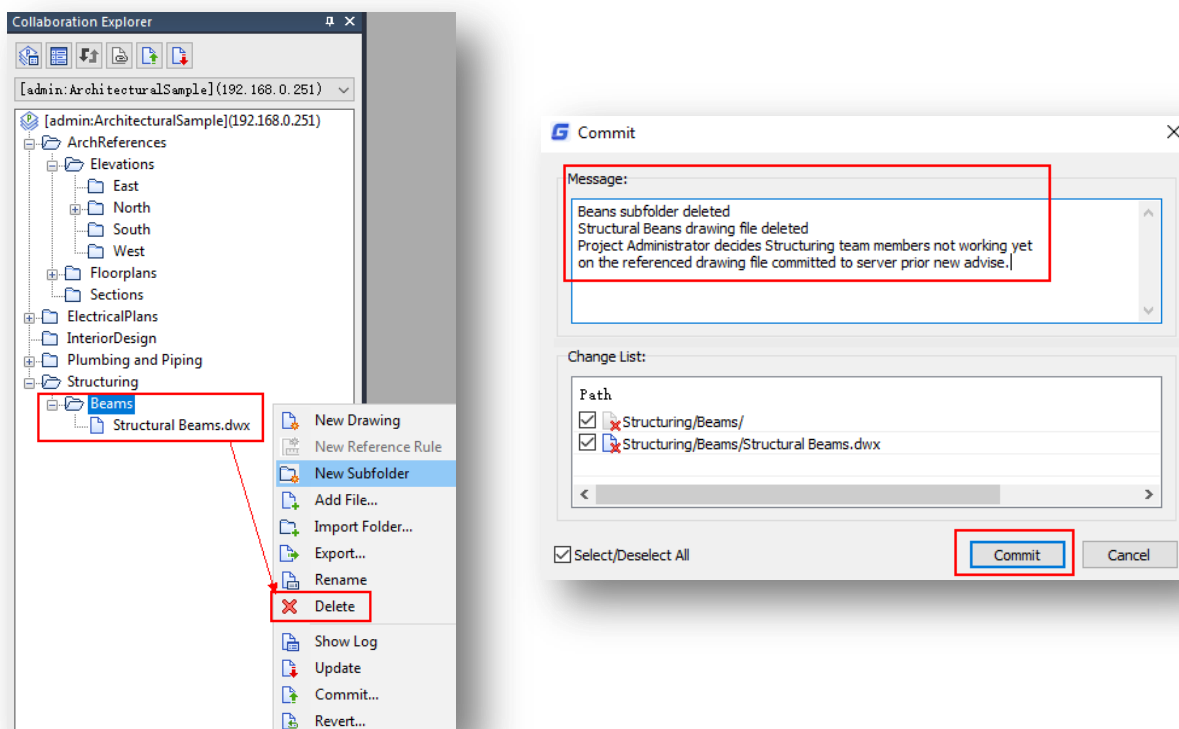 Collaboration Explorer
[admin:ArchitecturalSample](192.168.0.251)
[admin:ArchitecturalSample](192.168.0.251)
ArchReferences
Elevations
East
North
South
West
Floorplans
Sections
ElectricalPlans
InteriorDesign
Plumbing and Piping
Structuring
Beams
Structural Beams.dwx
New Drawing
New Reference Rule
New Subfolder
Add File...
Import Folder...
Export...
Rename
Delete
Show Log
Update
Commit...
Revert...
Commit
Message:
Beans subfolder deleted
Structural Beans drawing file deleted
Project Administrator decides Structuring team members not working yet
on the referenced drawing file committed to server prior new advise.
Change List:
Path
Structuring/Beams/
Structuring/Beams/Structural Beams.dwx
Select/Deselect All
Commit
Cancel